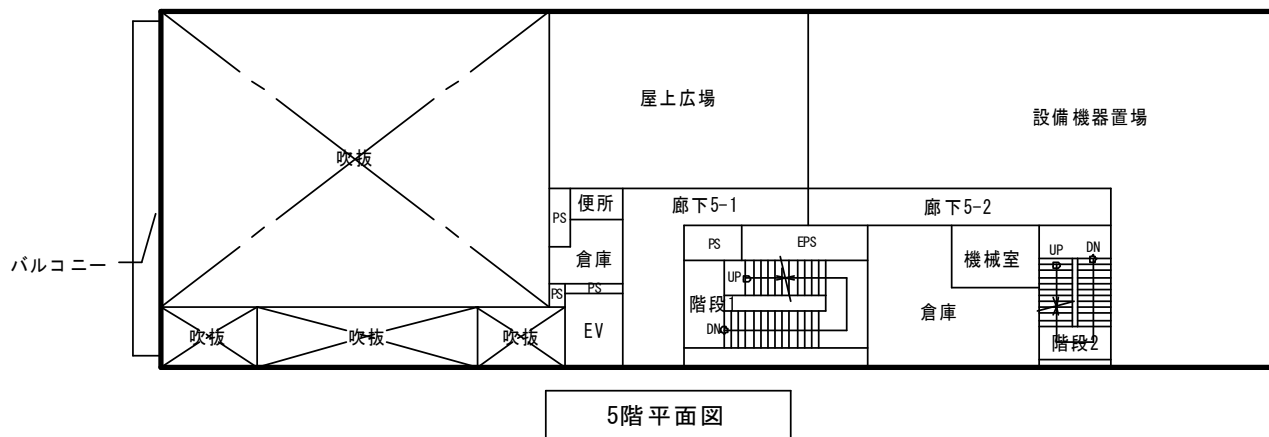 屋上広場
設備機器置場
吹抜
便所
廊下5-1
廊下5-2
PS
PS
EPS
UP
DN
倉庫
機械室
バルコニー
UP
PS
PS
階段1
倉庫
吹抜
吹抜
吹抜
EV
DN
階段2
5階平面図